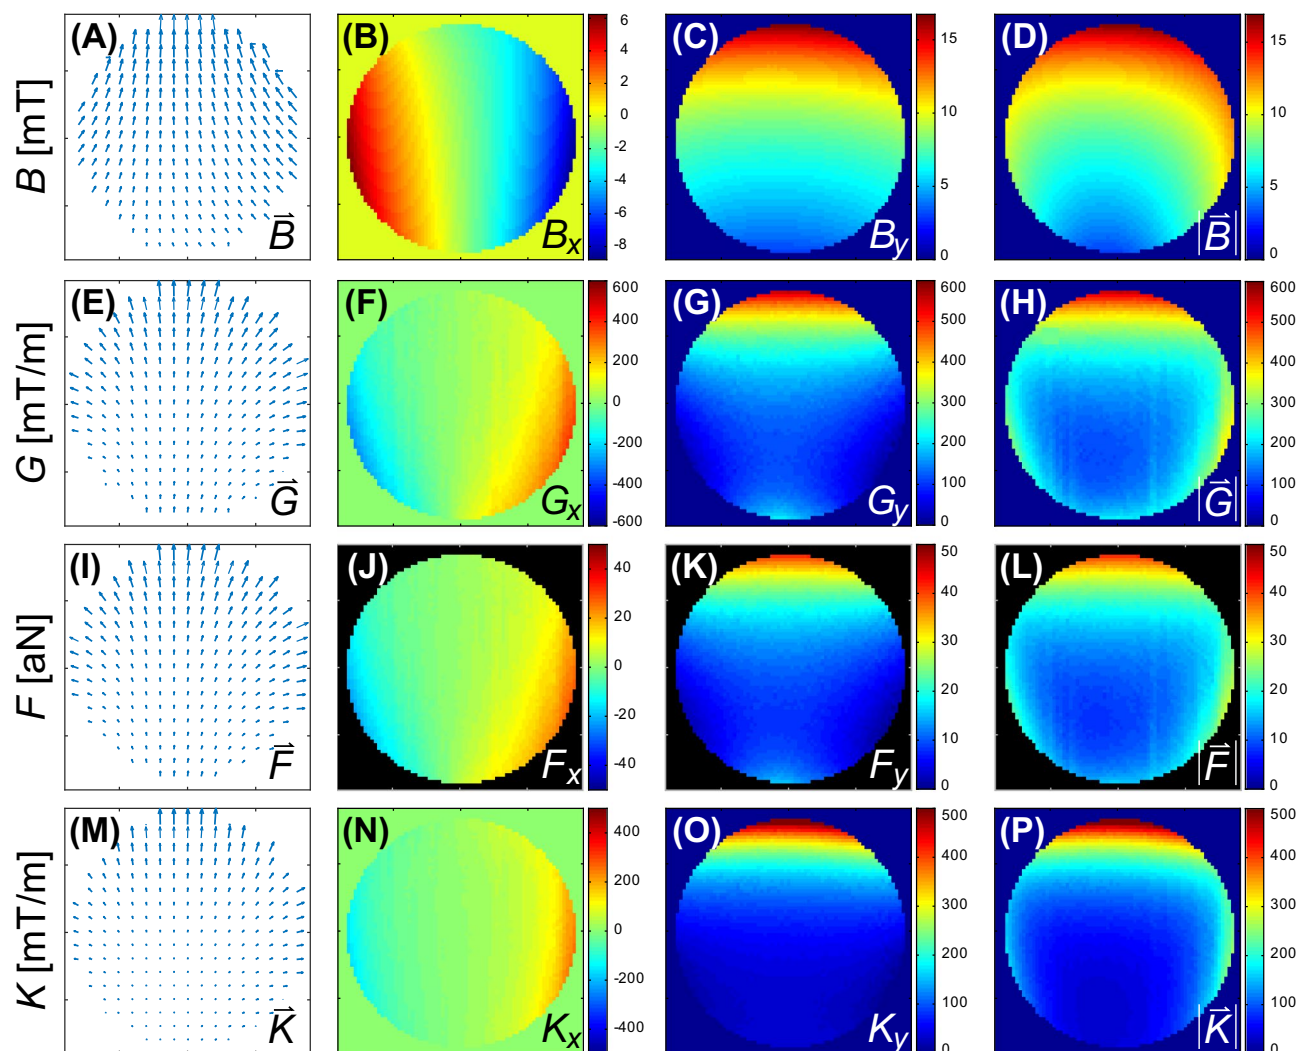 B [mT]
(A)
B⃗
(B)
Bx
6
4
2
0
-2
-4
-6
-8
(C)
By
15
10
5
0
(D)
|B⃗|
15
10
5
0
G [mT/m]
(E)
G⃗
(F)
Gx
600
400
200
0
-200
-400
-600
(G)
Gy
600
500
400
300
200
100
0
(H)
|G⃗|
600
500
400
300
200
100
0
F [aN]
(I)
F⃗
(J)
Fx
40
20
0
-20
-40
(K)
Fy
50
40
30
20
10
0
(L)
|F⃗|
50
40
30
20
10
0
K [mT/m]
(M)
K⃗
(N)
Kx
400
200
0
-200
-400
(O)
Ky
500
400
300
200
100
0
(P)
|K⃗|
500
400
300
200
100
0